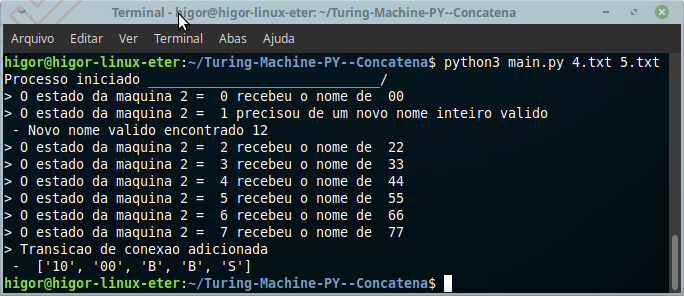 Terminal - higor@higor-linux-eter: ~/Turing-Machine-PY--Concatena
Arquivo Editar Ver Terminal Abas Ajuda
higor@higor-linux-eter:~/Turing-Machine-PY--Concatena$ python3 main.py 4.txt 5.txt
Processo iniciado ____________________________/
> O estado da maquina 2 =  0 recebeu o nome de  00
> O estado da maquina 2 =  1 precisou de um novo nome inteiro valido
 - Novo nome valido encontrado 12
> O estado da maquina 2 =  2 recebeu o nome de  22
> O estado da maquina 2 =  3 recebeu o nome de  33
> O estado da maquina 2 =  4 recebeu o nome de  44
> O estado da maquina 2 =  5 recebeu o nome de  55
> O estado da maquina 2 =  6 recebeu o nome de  66
> O estado da maquina 2 =  7 recebeu o nome de  77
> Transicao de conexao adicionada
 -  ['10', '00', 'B', 'B', 'S']
higor@higor-linux-eter:~/Turing-Machine-PY--Concatena$